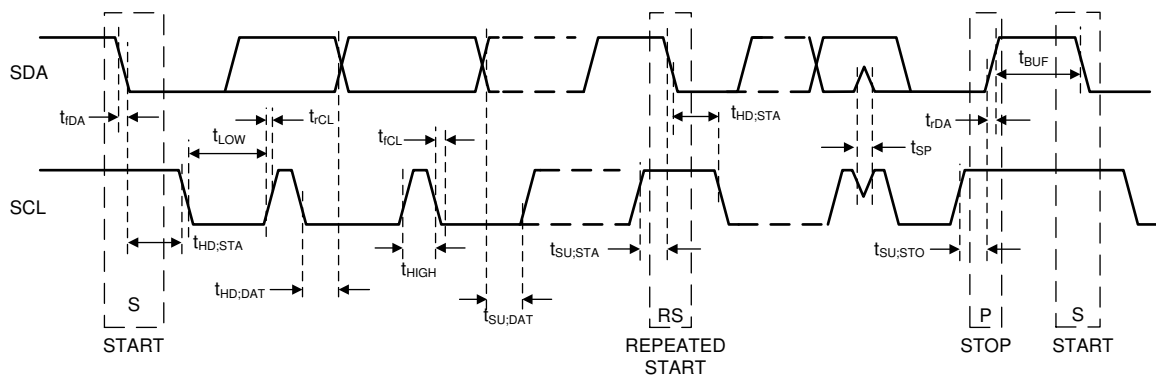 SDA
tBUF
tfDA
tLOW
trCL
tfCL
tHD;STA
tSP
trDA
SCL
tHD;STA
tHIGH
tSU;STA
tSU;STO
tHD;DAT
tSU;DAT
S
RS
P
S
START
REPEATED
START
STOP
START